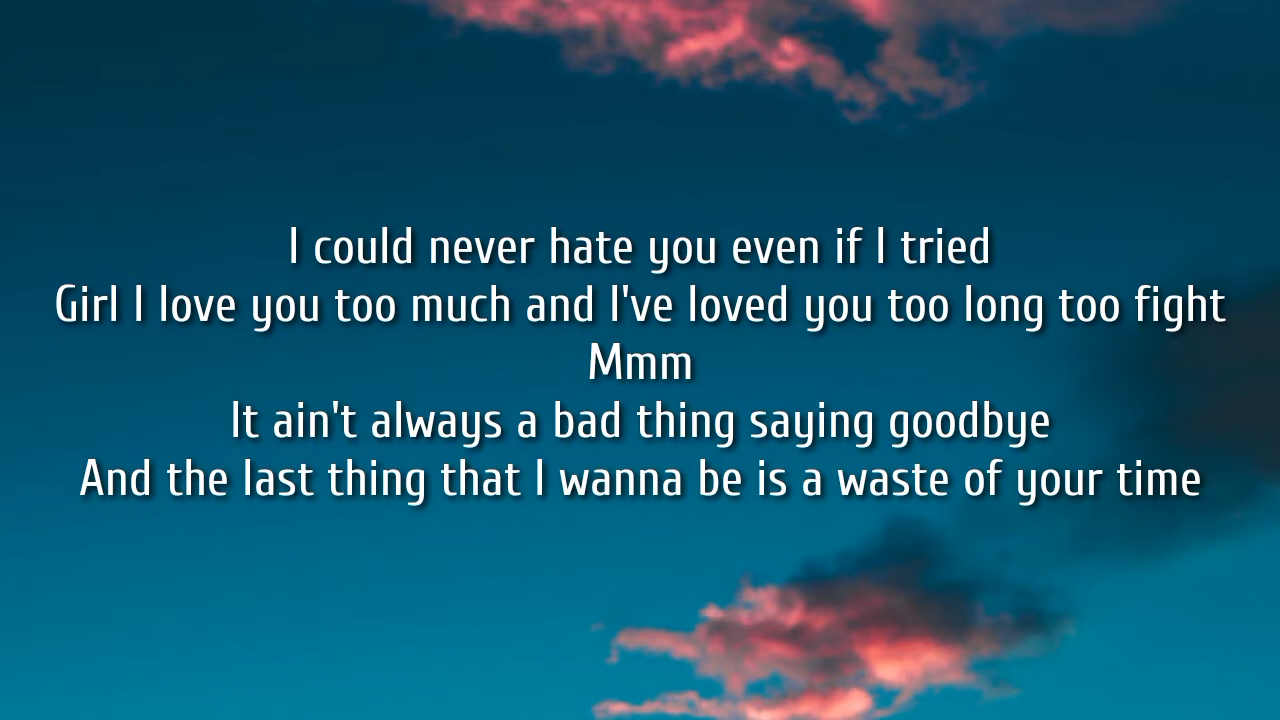 I could never hate you even if I tried
Girl I love you too much and I've loved you too long too fight
Mmm
It ain't always a bad thing saying goodbye
And the last thing that I wanna be is a waste of your time